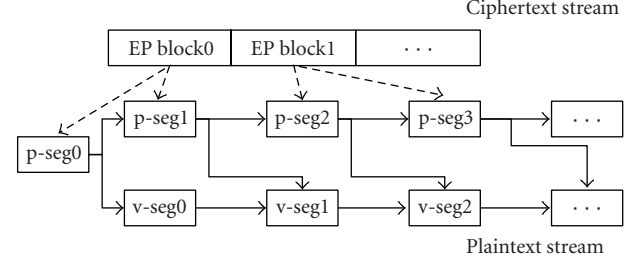 Ciphertext stream
EP block0 EP block1 · · ·
p-seg1 p-seg2 p-seg3 · · ·
p-seg0
v-seg0 v-seg1 v-seg2 · · ·
Plaintext stream